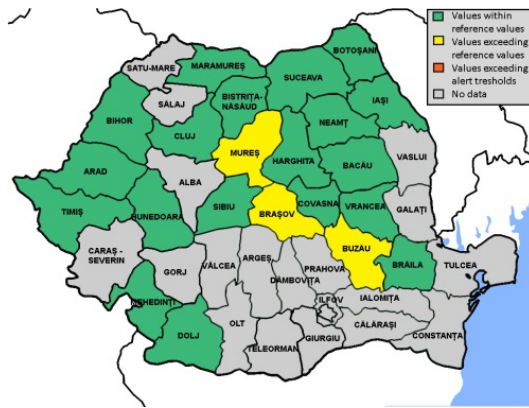 Values within
reference values
Values exceeding
reference values
Values exceeding
alert tresholds
No data
BOTOȘANI
SATU-MARE
MARAMUREȘ
SUCEAVA
SĂLAJ
BISTRIȚA-
NĂSĂUD
IAȘI
BIHOR
CLUJ
NEAMȚ
MUREȘ
HARGHITA
BACĂU
VASLUI
ARAD
ALBA
TIMIȘ
HUNEDOARA
SIBIU
BRAȘOV
COVASNA
VRANCEA
GALAȚI
CARAȘ -
SEVERIN
GORJ
VÂLCEA
ARGEȘ
BUZĂU
BRĂILA
TULCEA
PRAHOVA
DÂMBOVIȚA
MEHEDINȚI
ILFOV
IALOMIȚA
DOLJ
OLT
CĂLĂRAȘI
CONSTANȚA
TELEORMAN
GIURGIU